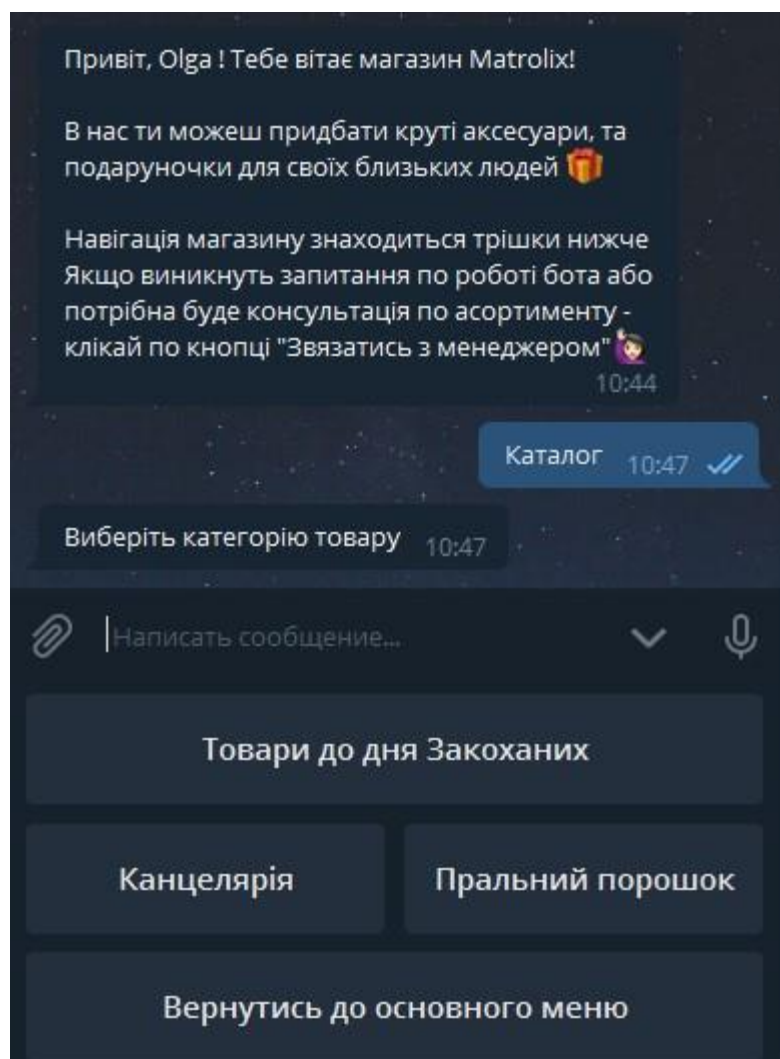 Привіт, Olga ! Тебе вітає магазин Matrolix!
В нас ти можеш придбати круті аксесуари, та
подаруночки для своїх близьких людей 🎁
Навігація магазину знаходиться трішки нижче
Якщо виникнуть запитання по роботі бота або
потрібна буде консультація по асортименту -
клікай по кнопці "Звязатись з менеджером" 🙋🏻‍♀️
10:44
Каталог 10:47
Виберіть категорію товару 10:47
Написать сообщение...
Товари до дня Закоханих
Канцелярія
Пральний порошок
Вернутись до основного меню